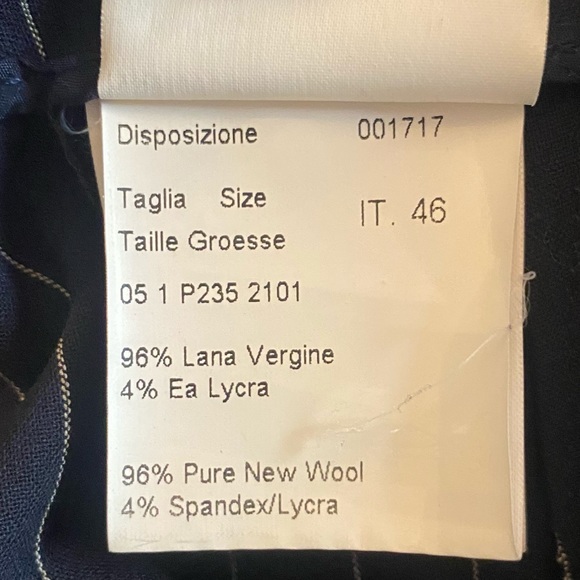 Disposizione 001717
Taglia Size IT. 46
Taille Groesse
05 1 P235 2101
96% Lana Vergine
4% Ea Lycra
96% Pure New Wool
4% Spandex/Lycra